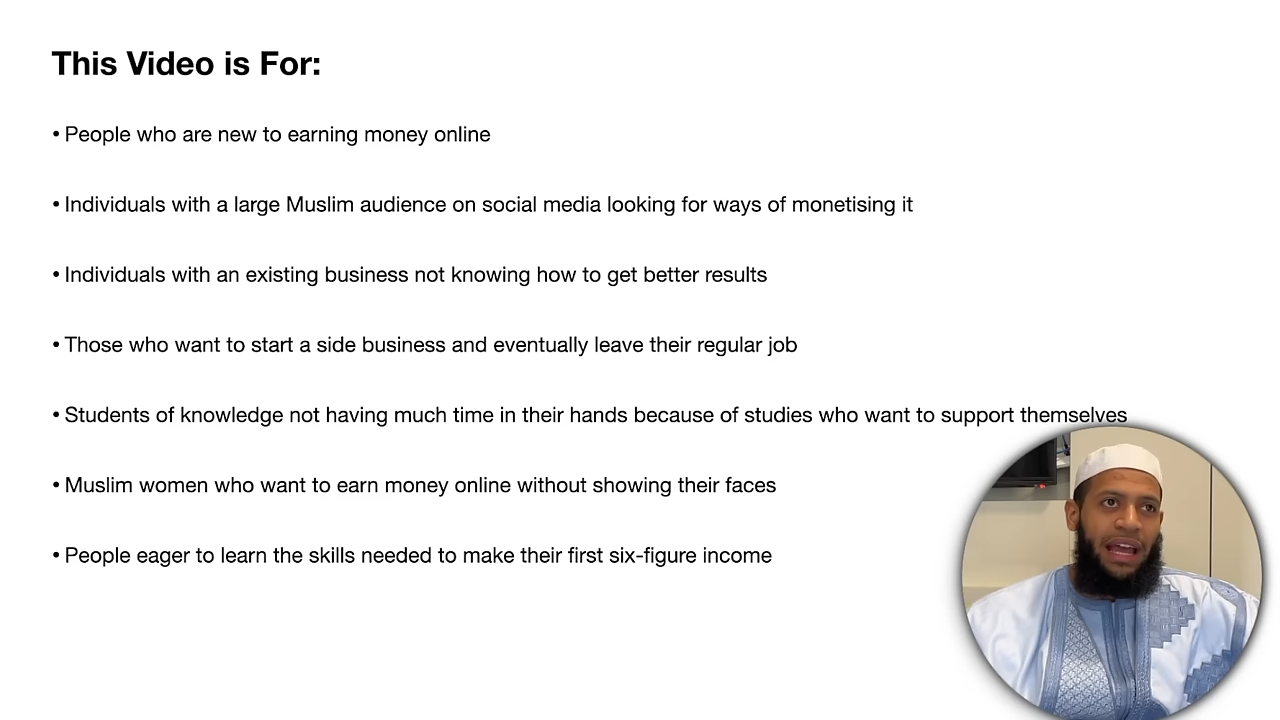 This Video is For:
• People who are new to earning money online
• Individuals with a large Muslim audience on social media looking for ways of monetising it
• Individuals with an existing business not knowing how to get better results
• Those who want to start a side business and eventually leave their regular job
• Students of knowledge not having much time in their hands because of studies who want to support themselves
• Muslim women who want to earn money online without showing their faces
• People eager to learn the skills needed to make their first six-figure income